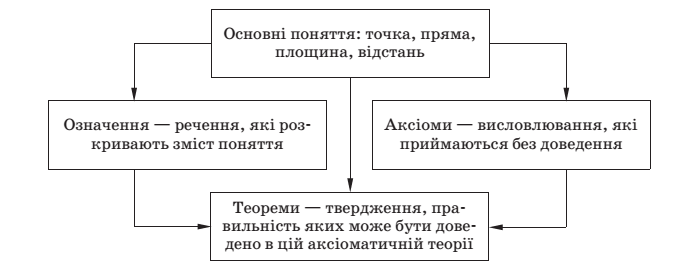 Основні поняття: точка, пряма,
площина, відстань
Означення — речення, які роз-
кривають зміст поняття
Аксіоми — висловлювання, які
приймаються без доведення
Теореми — твердження, пра-
вильність яких може бути дове-
дено в цій аксіоматичній теорії